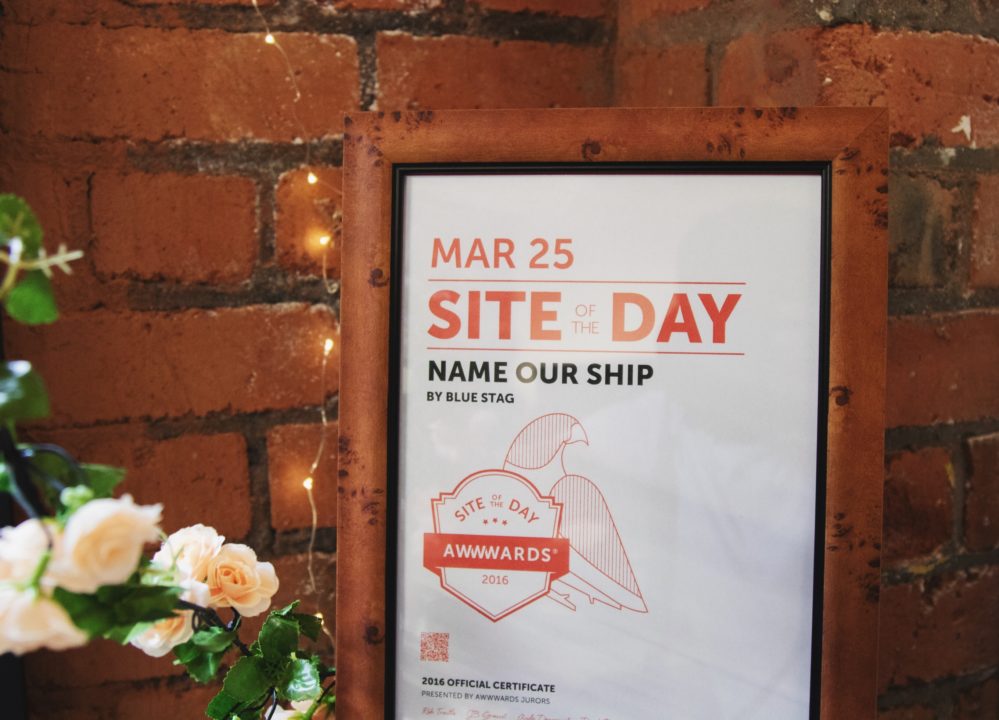 MAR 25
SITE OF THE DAY
NAME OUR SHIP
BY BLUE STAG
SITE OF THE DAY
AWWWARDS®
2016
2016 OFFICIAL CERTIFICATE
PRESENTED BY AWWWARDS JURORS